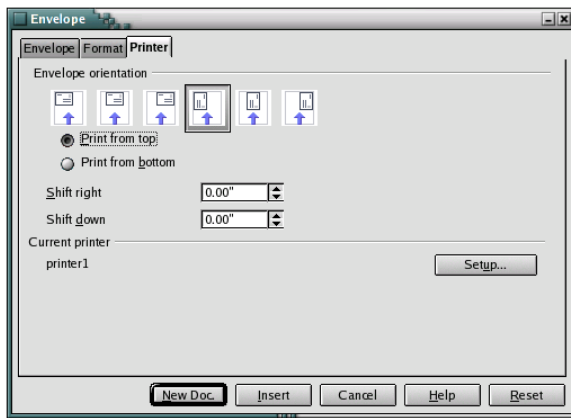 Envelope
Envelope Format Printer
Envelope orientation
Print from top
Print from bottom
Shift right 0.00"
Shift down 0.00"
Current printer
printer1 Setup...
New Doc. Insert Cancel Help Reset